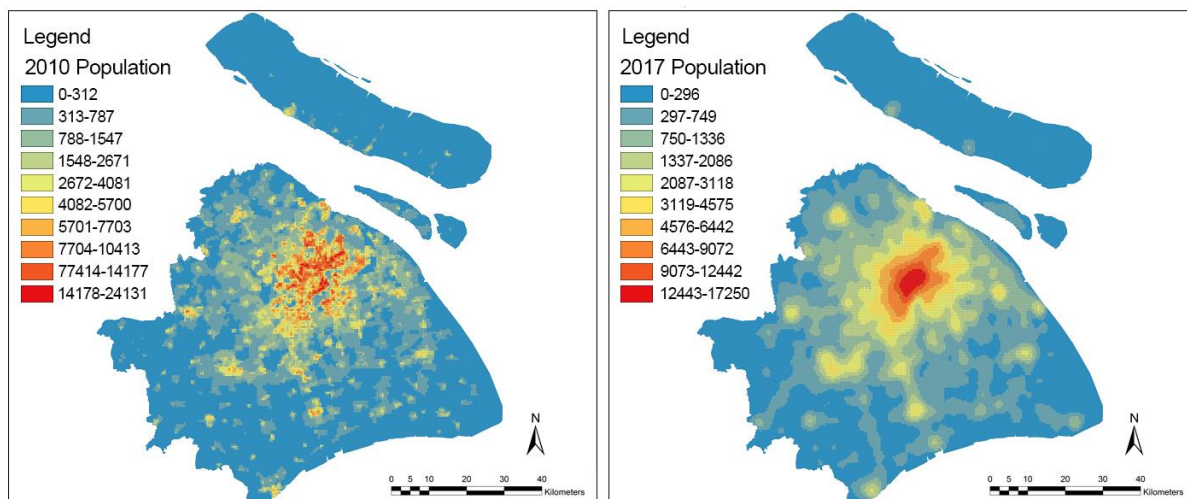 Legend
2010 Population
0-312
313-787
788-1547
1548-2671
2672-4081
4082-5700
5701-7703
7704-10413
77414-14177
14178-24131
N
0 5 10 20 30 40
Kilometers
Legend
2017 Population
0-296
297-749
750-1336
1337-2086
2087-3118
3119-4575
4576-6442
6443-9072
9073-12442
12443-17250
N
0 5 10 20 30 40
Kilometers